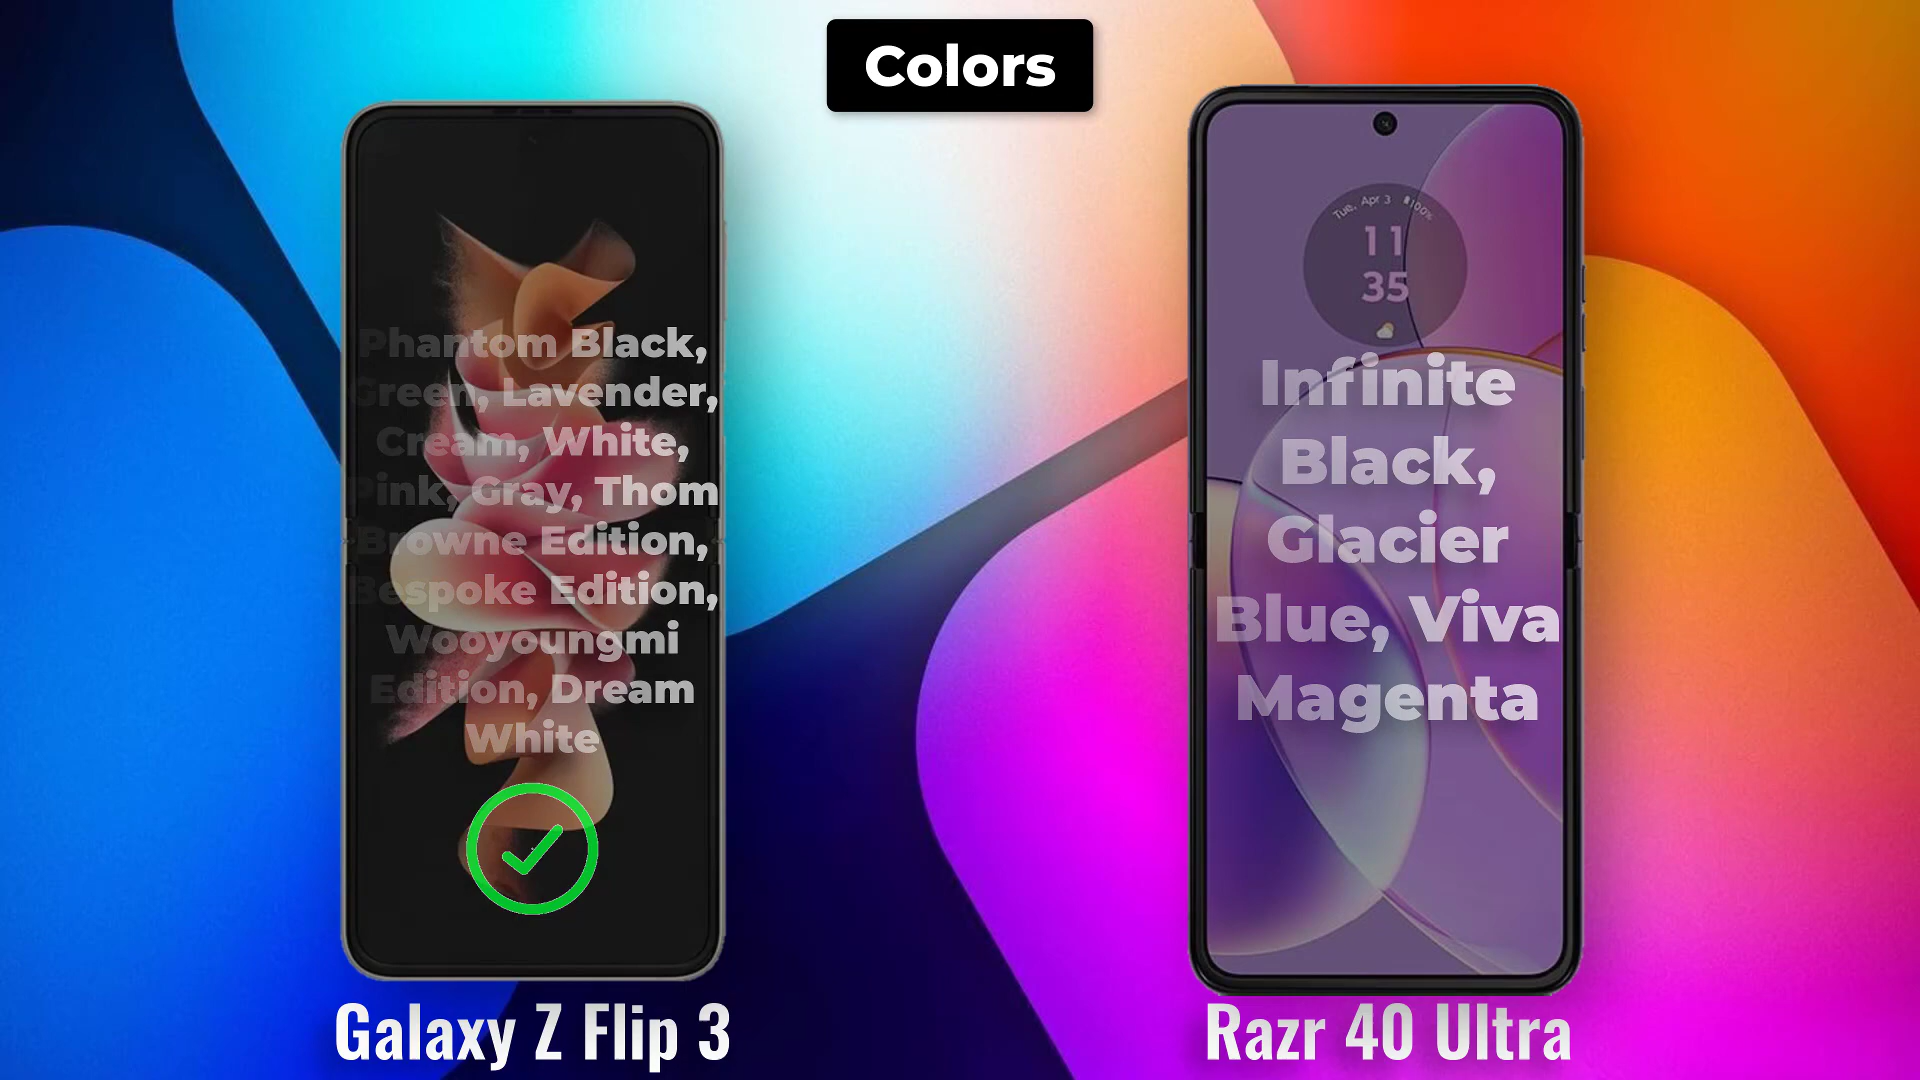 Colors
Phantom Black,
Green, Lavender,
Cream, White,
Pink, Gray, Thom
Browne Edition,
Bespoke Edition,
Wooyoungmi
Edition, Dream
White
Galaxy Z Flip 3
Tue, Apr 3 100%
11
35
Infinite
Black,
Glacier
Blue, Viva
Magenta
Razr 40 Ultra